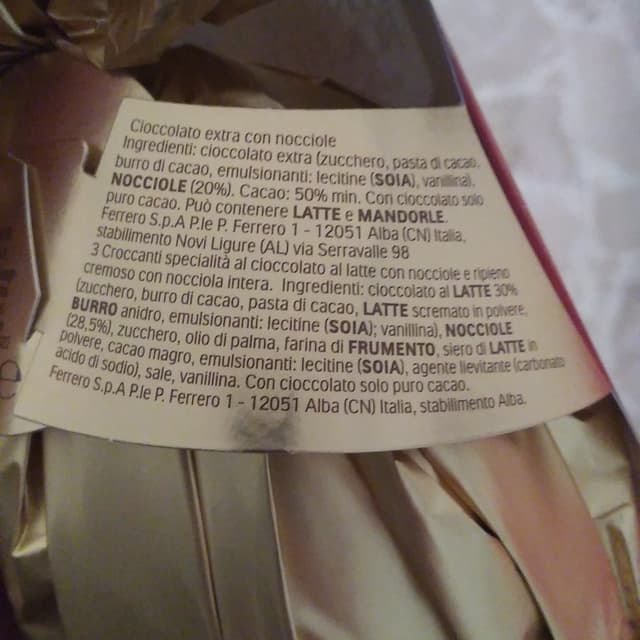 Cioccolato extra con nocciole
Ingredienti: cioccolato extra (zucchero, pasta di cacao,
burro di cacao, emulsionanti: lecitine (SOIA), vanillina),
NOCCIOLE (20%). Cacao: 50% min. Con cioccolato solo
puro cacao. Può contenere LATTE e MANDORLE.
Ferrero S.p.A P.le P. Ferrero 1 - 12051 Alba (CN) Italia,
stabilimento Novi Ligure (AL) via Serravalle 98
3 Croccanti specialità al cioccolato al latte con nocciole e ripieno
cremoso con nocciola intera. Ingredienti: cioccolato al LATTE 30%
(zucchero, burro di cacao, pasta di cacao, LATTE scremato in polvere,
BURRO anidro, emulsionanti: lecitine (SOIA); vanillina), NOCCIOLE
(28,5%), zucchero, olio di palma, farina di FRUMENTO, siero di LATTE in
polvere, cacao magro, emulsionanti: lecitine (SOIA), agente lievitante (carbonato
acido di sodio), sale, vanillina. Con cioccolato solo puro cacao.
Ferrero S.p.A P.le P. Ferrero 1 - 12051 Alba (CN) Italia, stabilimento Alba.